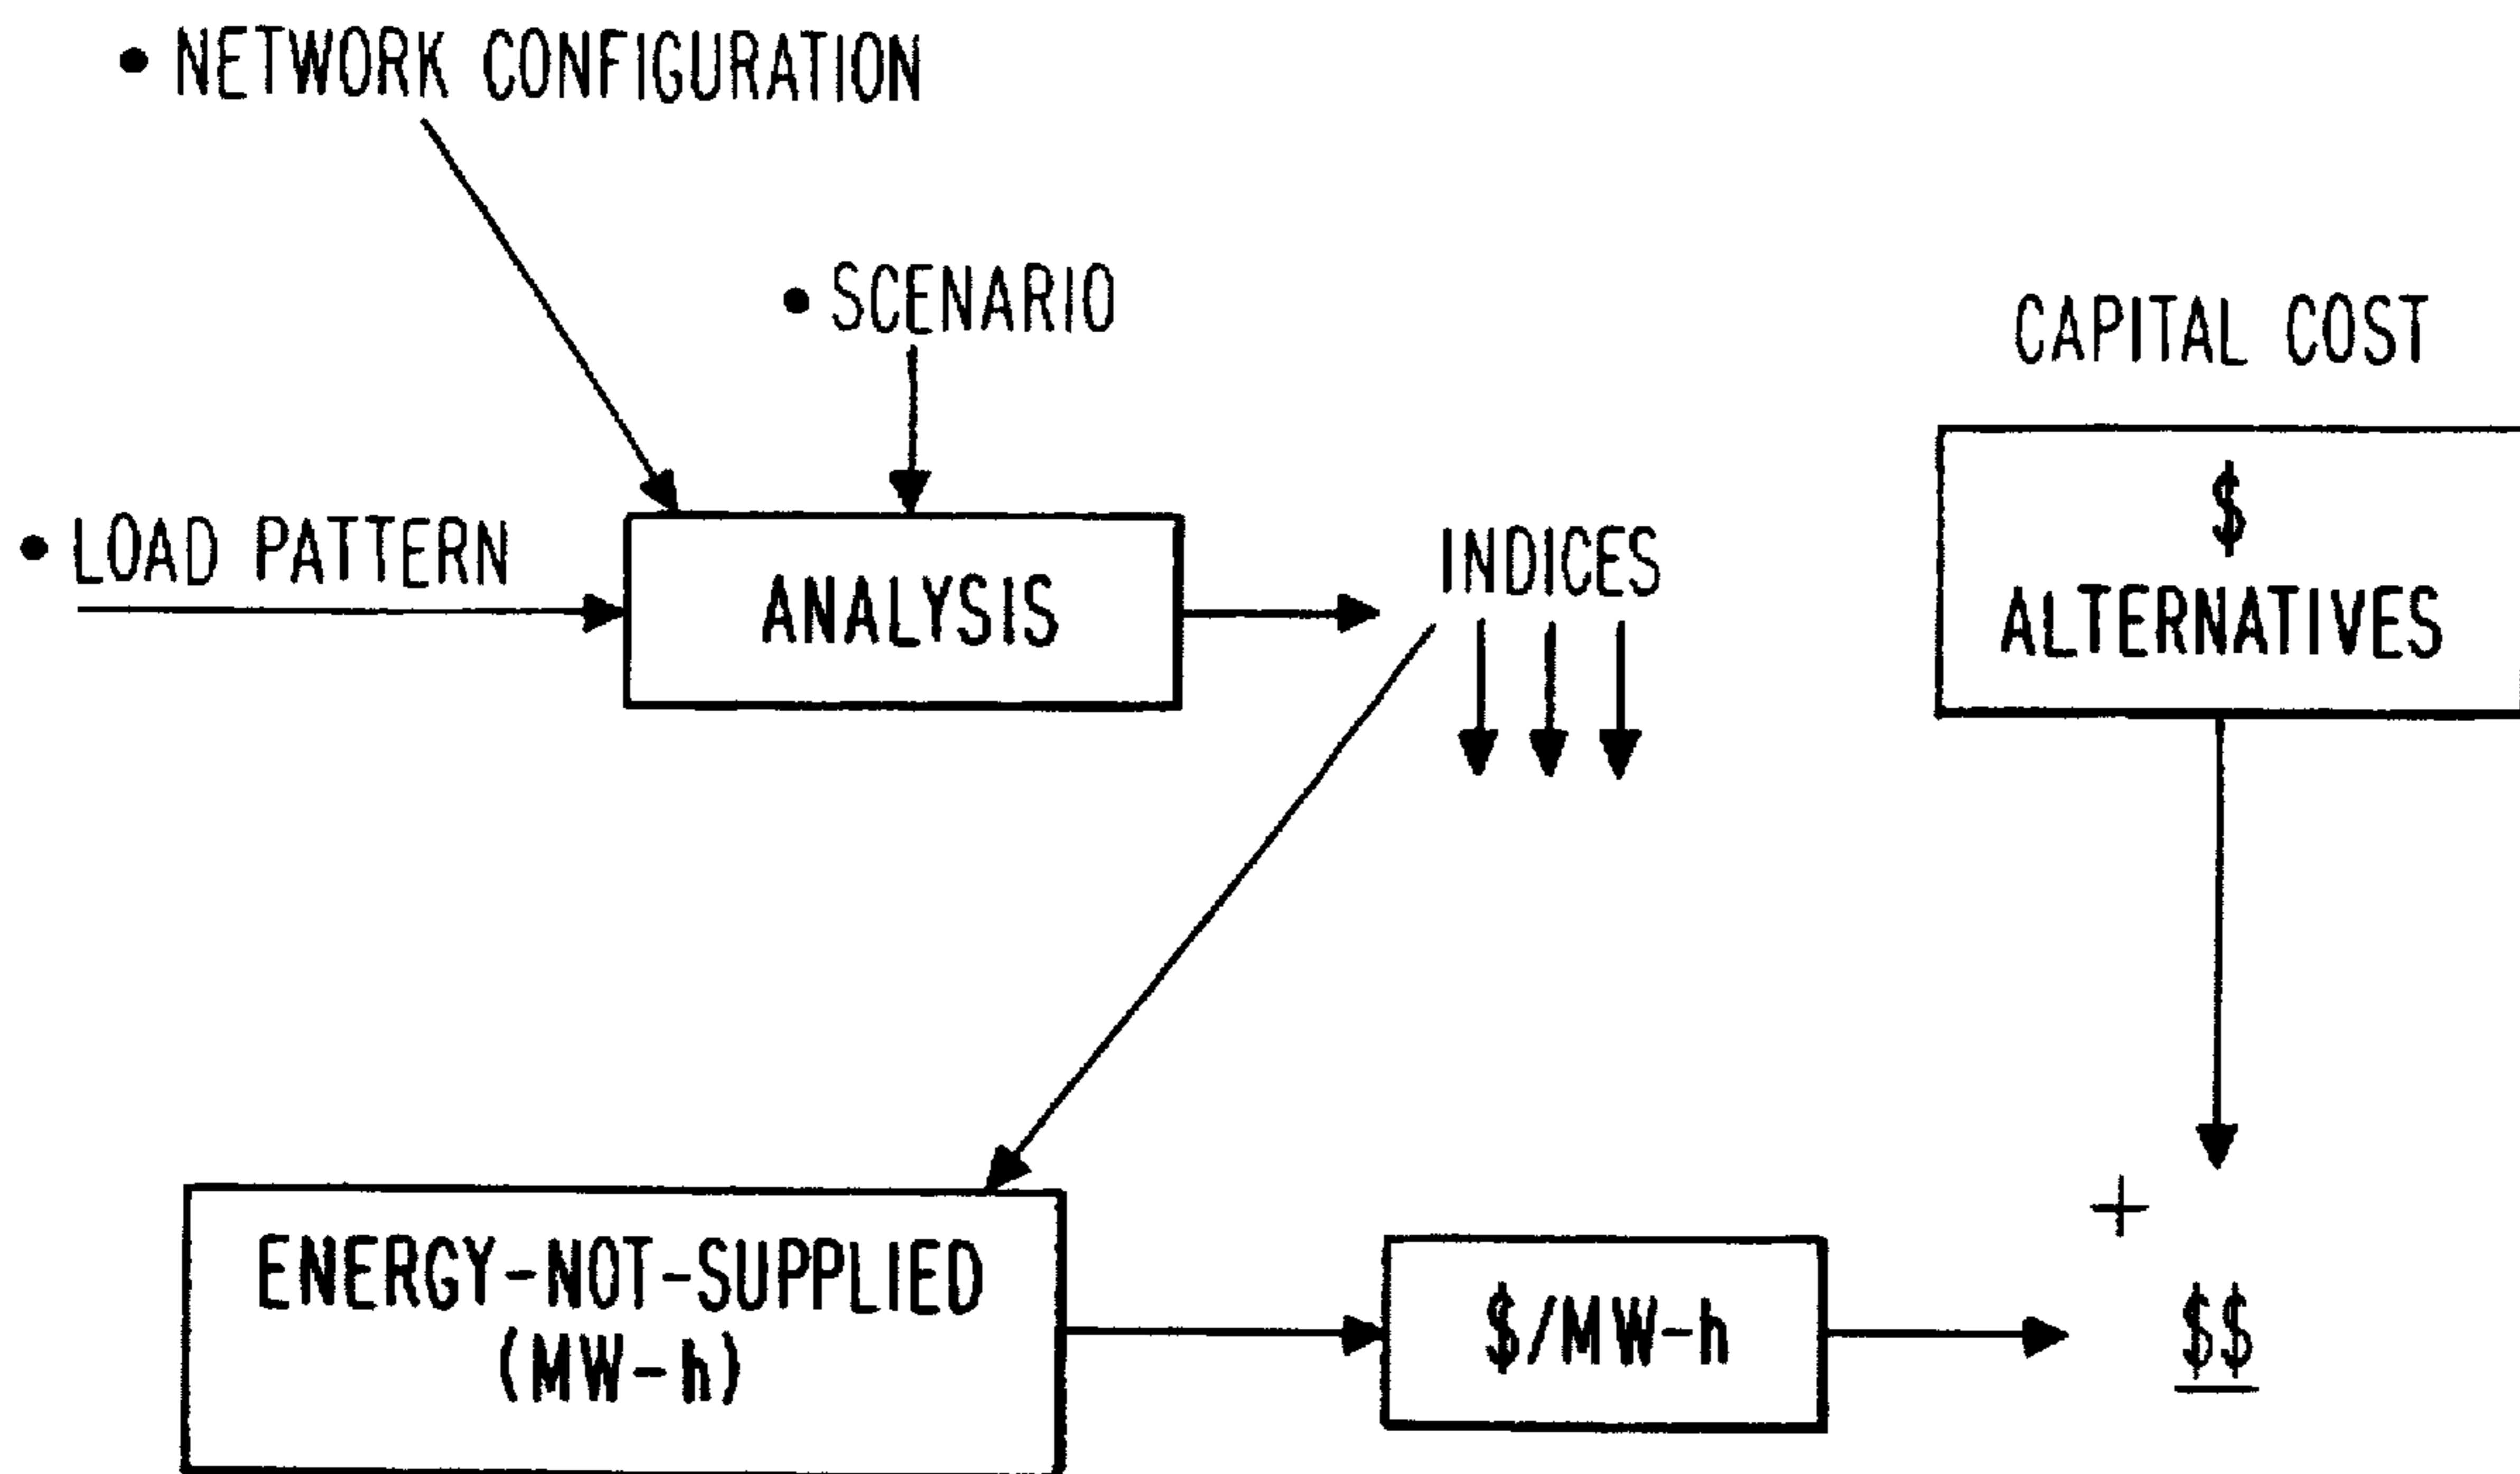 • NETWORK CONFIGURATION
• SCENARIO
CAPITAL COST
• LOAD PATTERN
ANALYSIS
INDICES
$
ALTERNATIVES
+
ENERGY-NOT-SUPPLIED
(MW-h)
$/MW-h
$$